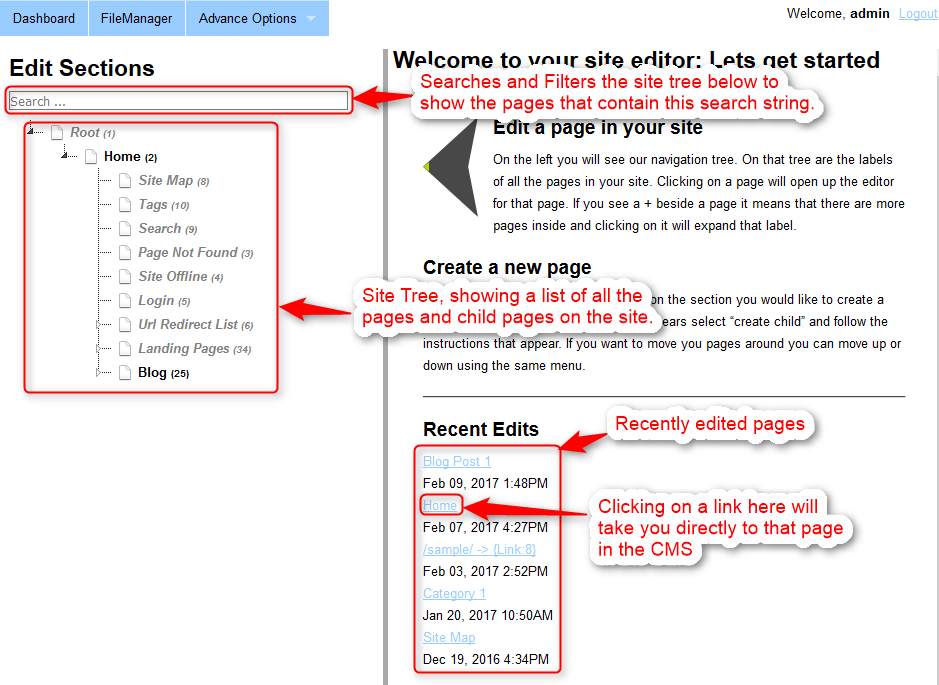 Dashboard FileManager Advance Options
Welcome, admin Logout
Edit Sections
Search ...
Root (1)
Home (2)
Site Map (8)
Tags (10)
Search (9)
Page Not Found (3)
Site Offline (4)
Login (5)
Url Redirect List (6)
Landing Pages (34)
Blog (25)
Welcome to your site editor: Lets get started
Searches and Filters the site tree below to
show the pages that contain this search string.
Edit a page in your site
On the left you will see our navigation tree. On that tree are the labels
of all the pages in your site. Clicking on a page will open up the editor
for that page. If you see a + beside a page it means that there are more
pages inside and clicking on it will expand that label.
Create a new page
Site Tree, showing a list of all the
pages and child pages on the site.
on the section you would like to create a
ears select “create child” and follow the
instructions that appear. If you want to move you pages around you can move up or
down using the same menu.
Recent Edits
Recently edited pages
Blog Post 1
Feb 09, 2017 1:48PM
Home
Clicking on a link here will
take you directly to that page
in the CMS
Feb 07, 2017 4:27PM
/sample/ -> {Link:8}
Feb 03, 2017 2:52PM
Category 1
Jan 20, 2017 10:50AM
Site Map
Dec 19, 2016 4:34PM